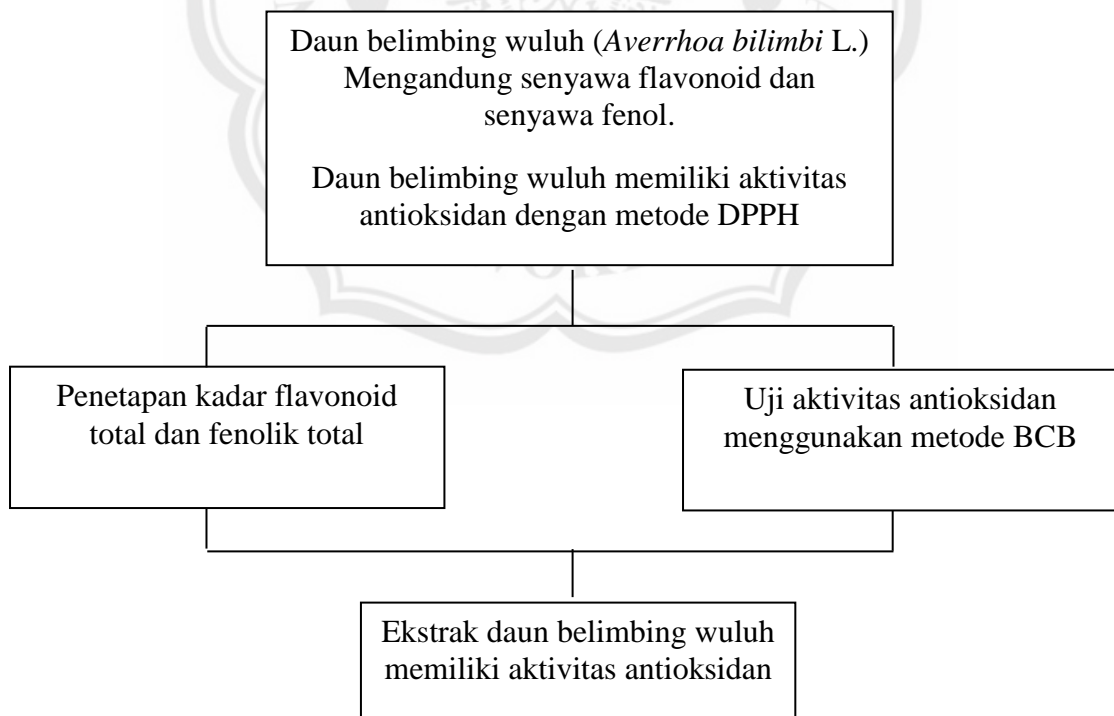 Daun belimbing wuluh (Averrhoa bilimbi L.)
Mengandung senyawa flavonoid dan
senyawa fenol.
Daun belimbing wuluh memiliki aktivitas
antioksidan dengan metode DPPH
Penetapan kadar flavonoid
total dan fenolik total
Uji aktivitas antioksidan
menggunakan metode BCB
Ekstrak daun belimbing wuluh
memiliki aktivitas antioksidan